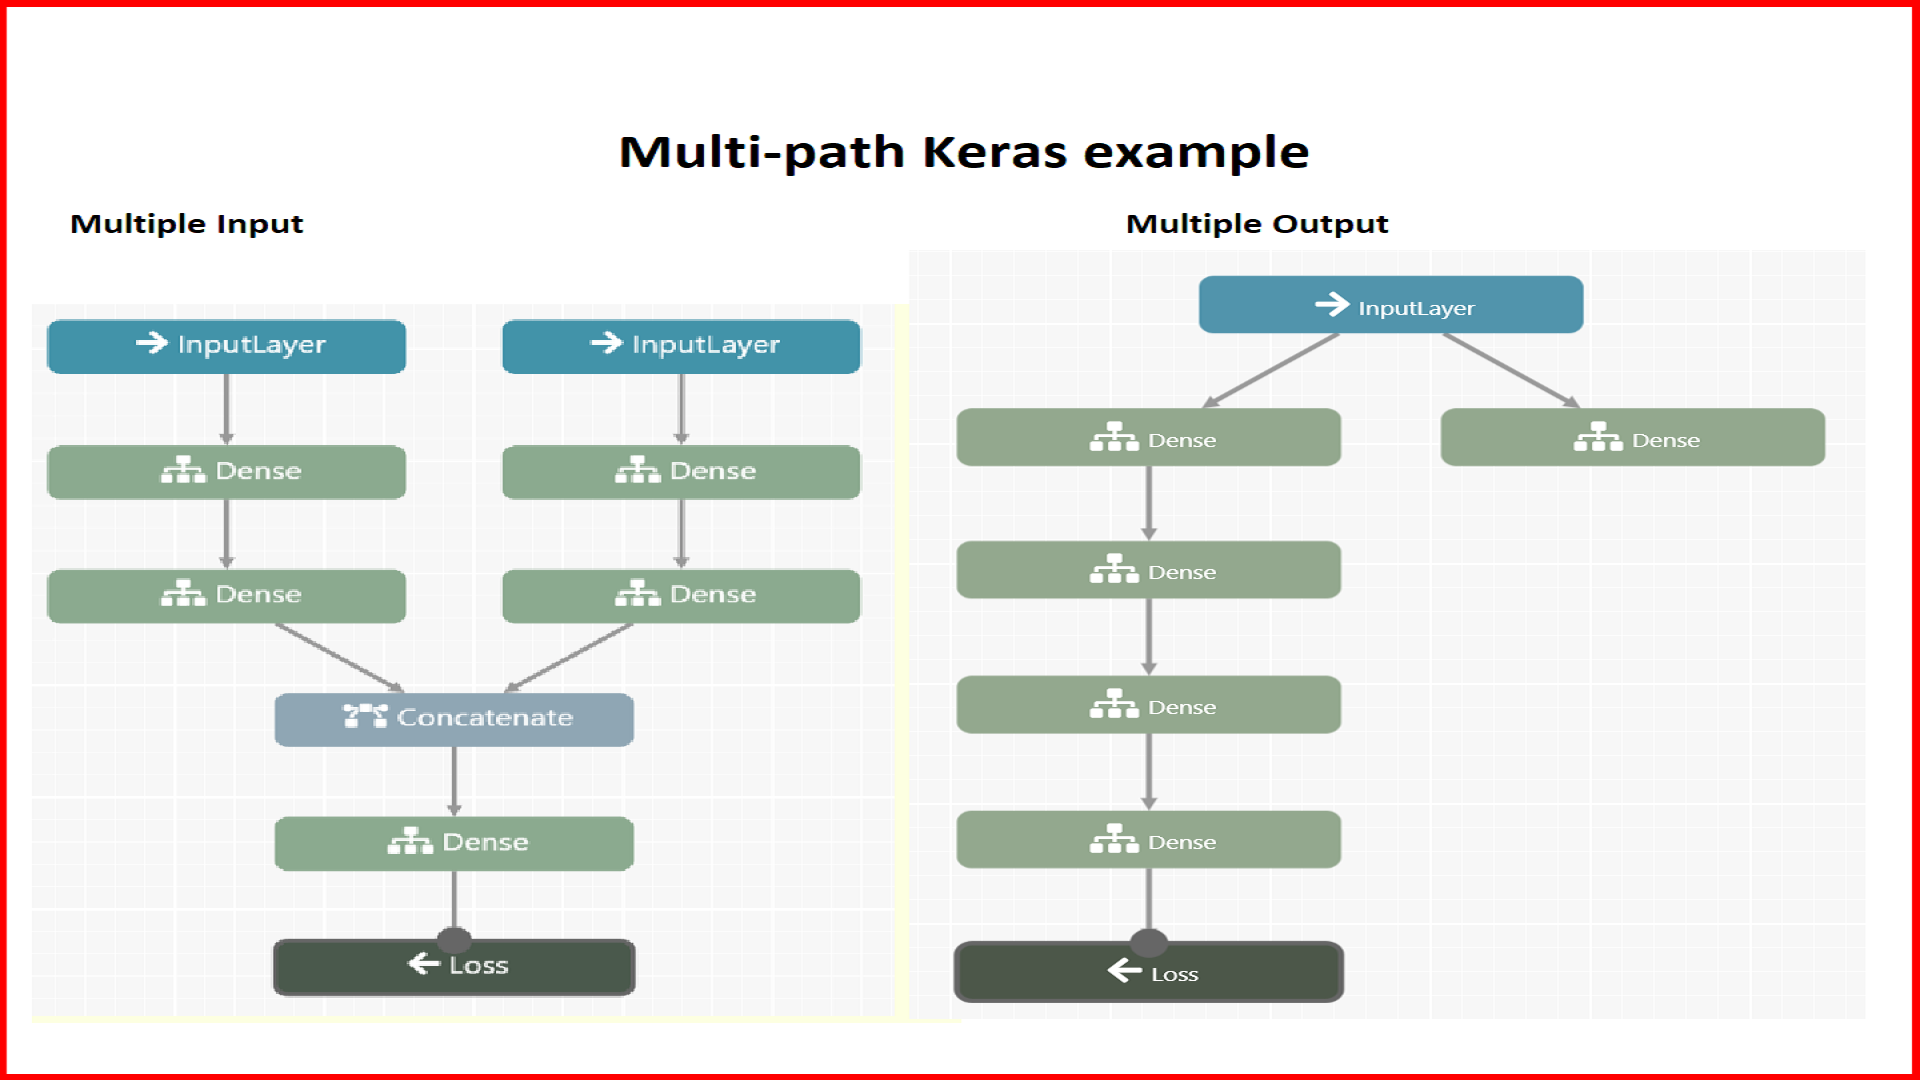 Multi-path Keras example
Multiple Input
InputLayer
InputLayer
Dense
Dense
Dense
Dense
Concatenate
Dense
Loss
Multiple Output
InputLayer
Dense
Dense
Dense
Dense
Dense
Loss